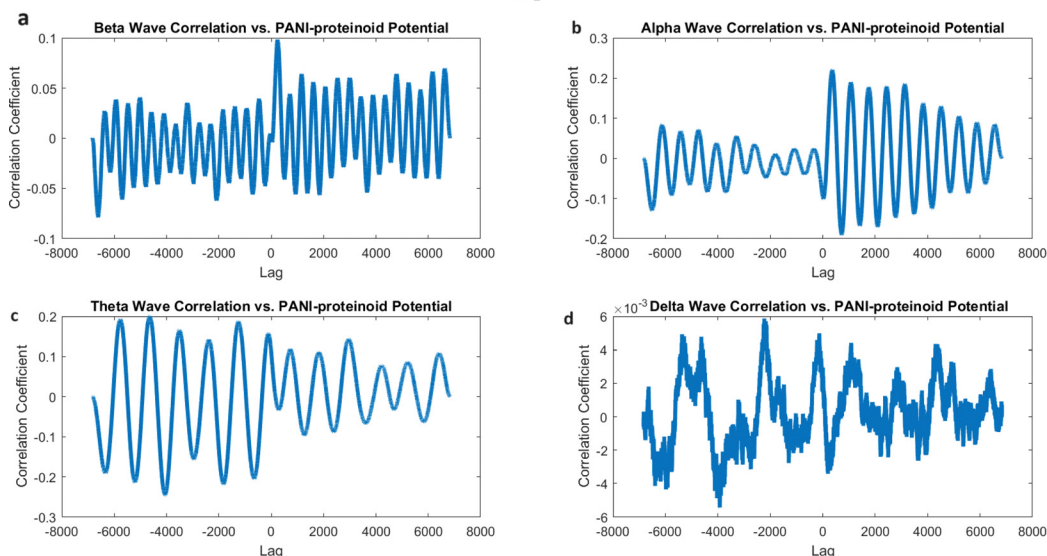 a
Beta Wave Correlation vs. PANI-proteinoid Potential
Correlation Coefficient
0.1
0.05
0
-0.05
-0.1
-8000 -6000 -4000 -2000 0 2000 4000 6000 8000
Lag
b
Alpha Wave Correlation vs. PANI-proteinoid Potential
Correlation Coefficient
0.3
0.2
0.1
0
-0.1
-0.2
-8000 -6000 -4000 -2000 0 2000 4000 6000 8000
Lag
c
Theta Wave Correlation vs. PANI-proteinoid Potential
Correlation Coefficient
0.2
0.1
0
-0.1
-0.2
-0.3
-8000 -6000 -4000 -2000 0 2000 4000 6000 8000
Lag
d
×10⁻³
Delta Wave Correlation vs. PANI-proteinoid Potential
Correlation Coefficient
6
4
2
0
-2
-4
-6
-8000 -6000 -4000 -2000 0 2000 4000 6000 8000
Lag